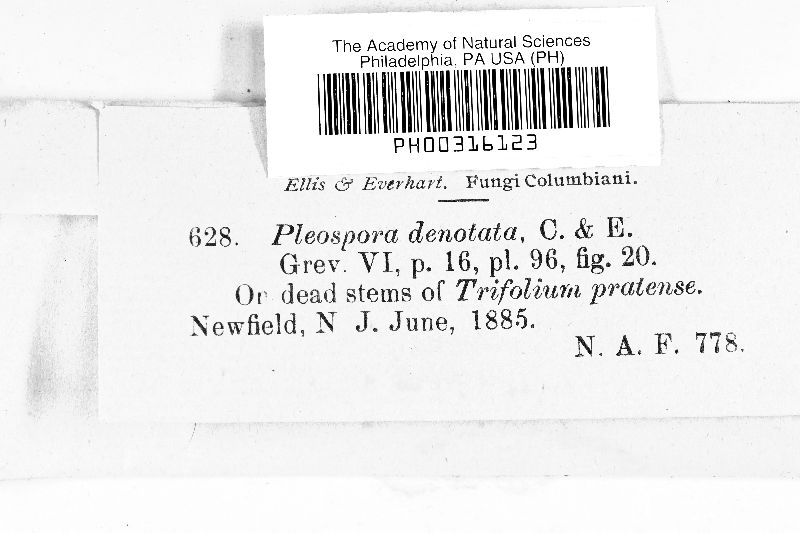 The Academy of Natural Sciences
Philadelphia, PA USA (PH)
PH00316123
Ellis & Everhart. Fungi Columbiani.
628. Pleospora denotata, C. & E.
Grev. VI, p. 16, pl. 96, fig. 20.
On dead stems of Trifolium pratense.
Newfield, N J. June, 1885.
N. A. F. 778.